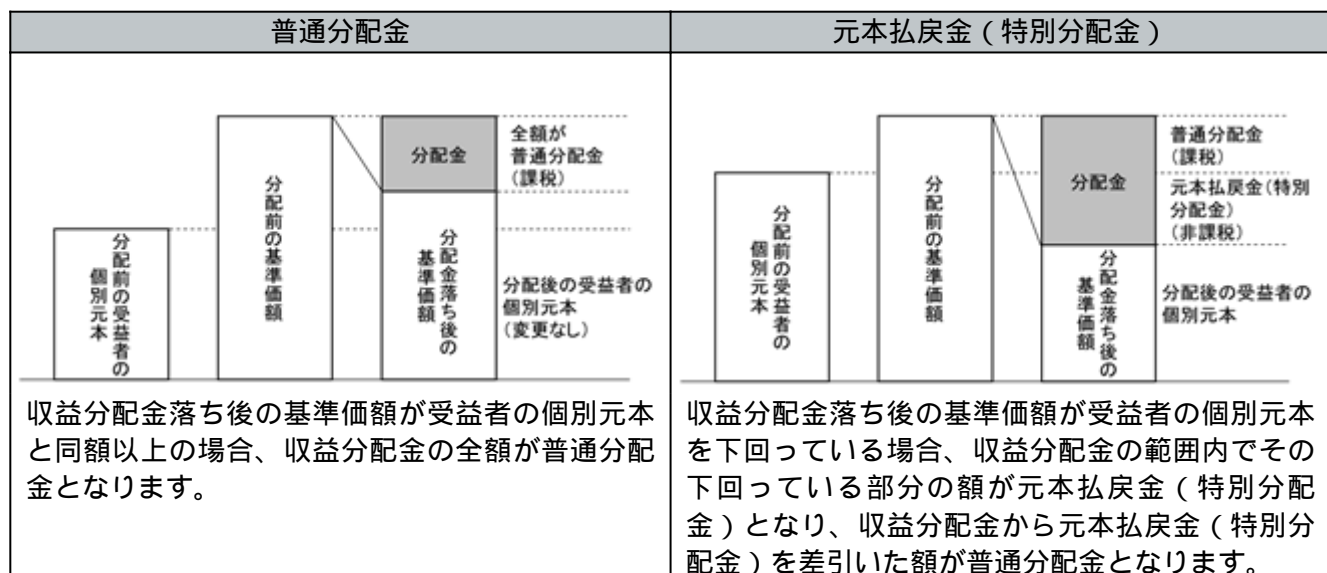 普通分配金
分配前の受益者の
個別元本
分配前の基準価額
分配金
分配金落ち後の
基準価額
全額が
普通分配金
(課税)
分配後の受益者の
個別元本
(変更なし)
収益分配金落ち後の基準価額が受益者の個別元本
と同額以上の場合、収益分配金の全額が普通分配
金となります。
元本払戻金(特別分配金)
分配前の受益者の
個別元本
分配前の基準価額
分配金
分配金落ち後の
基準価額
普通分配金
(課税)
元本払戻金(特別
分配金)
(非課税)
分配後の受益者の
個別元本
収益分配金落ち後の基準価額が受益者の個別元本
を下回っている場合、収益分配金の範囲内でその
下回っている部分の額が元本払戻金(特別分配
金)となり、収益分配金から元本払戻金(特別分
配金)を差引いた額が普通分配金となります。